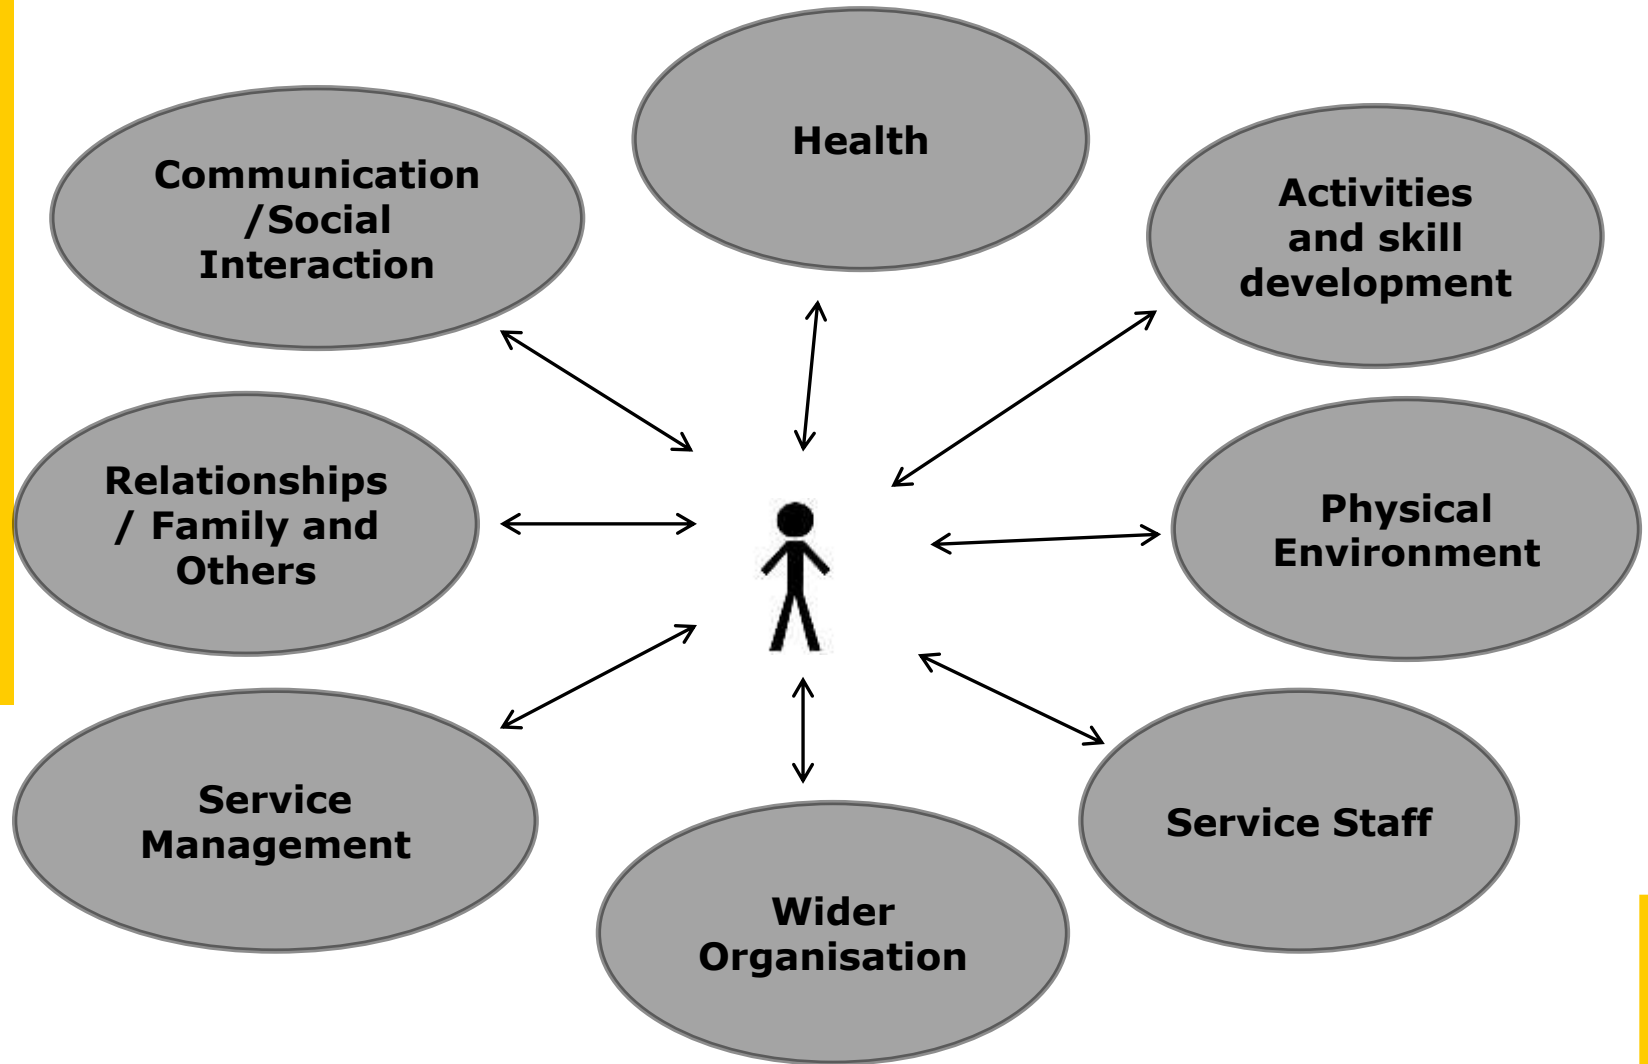 Health
Communication
/Social
Interaction
Activities
and skill
development
Relationships
/ Family and
Others
Physical
Environment
Service
Management
Service Staff
Wider
Organisation